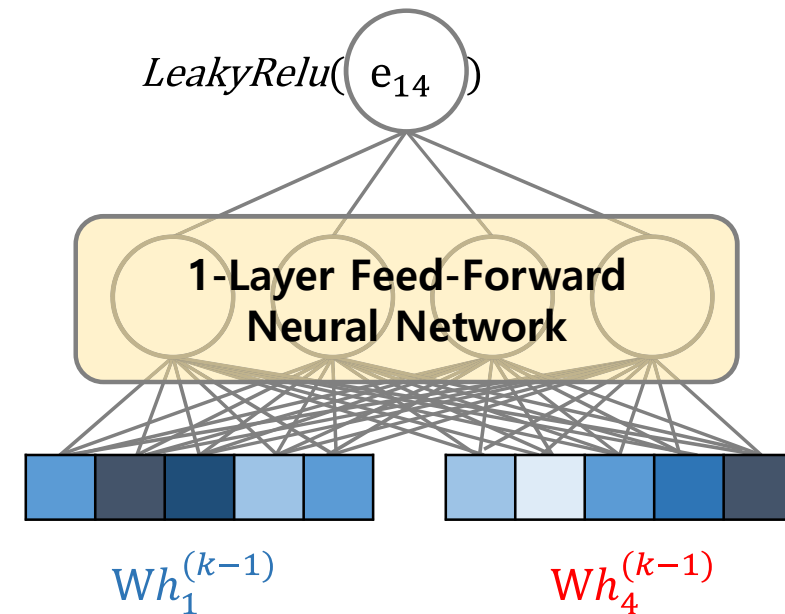 LeakyRelu( e₁₄ )
1-Layer Feed-Forward
Neural Network
Wh₁⁽ᵏ⁻¹⁾ Wh₄⁽ᵏ⁻¹⁾